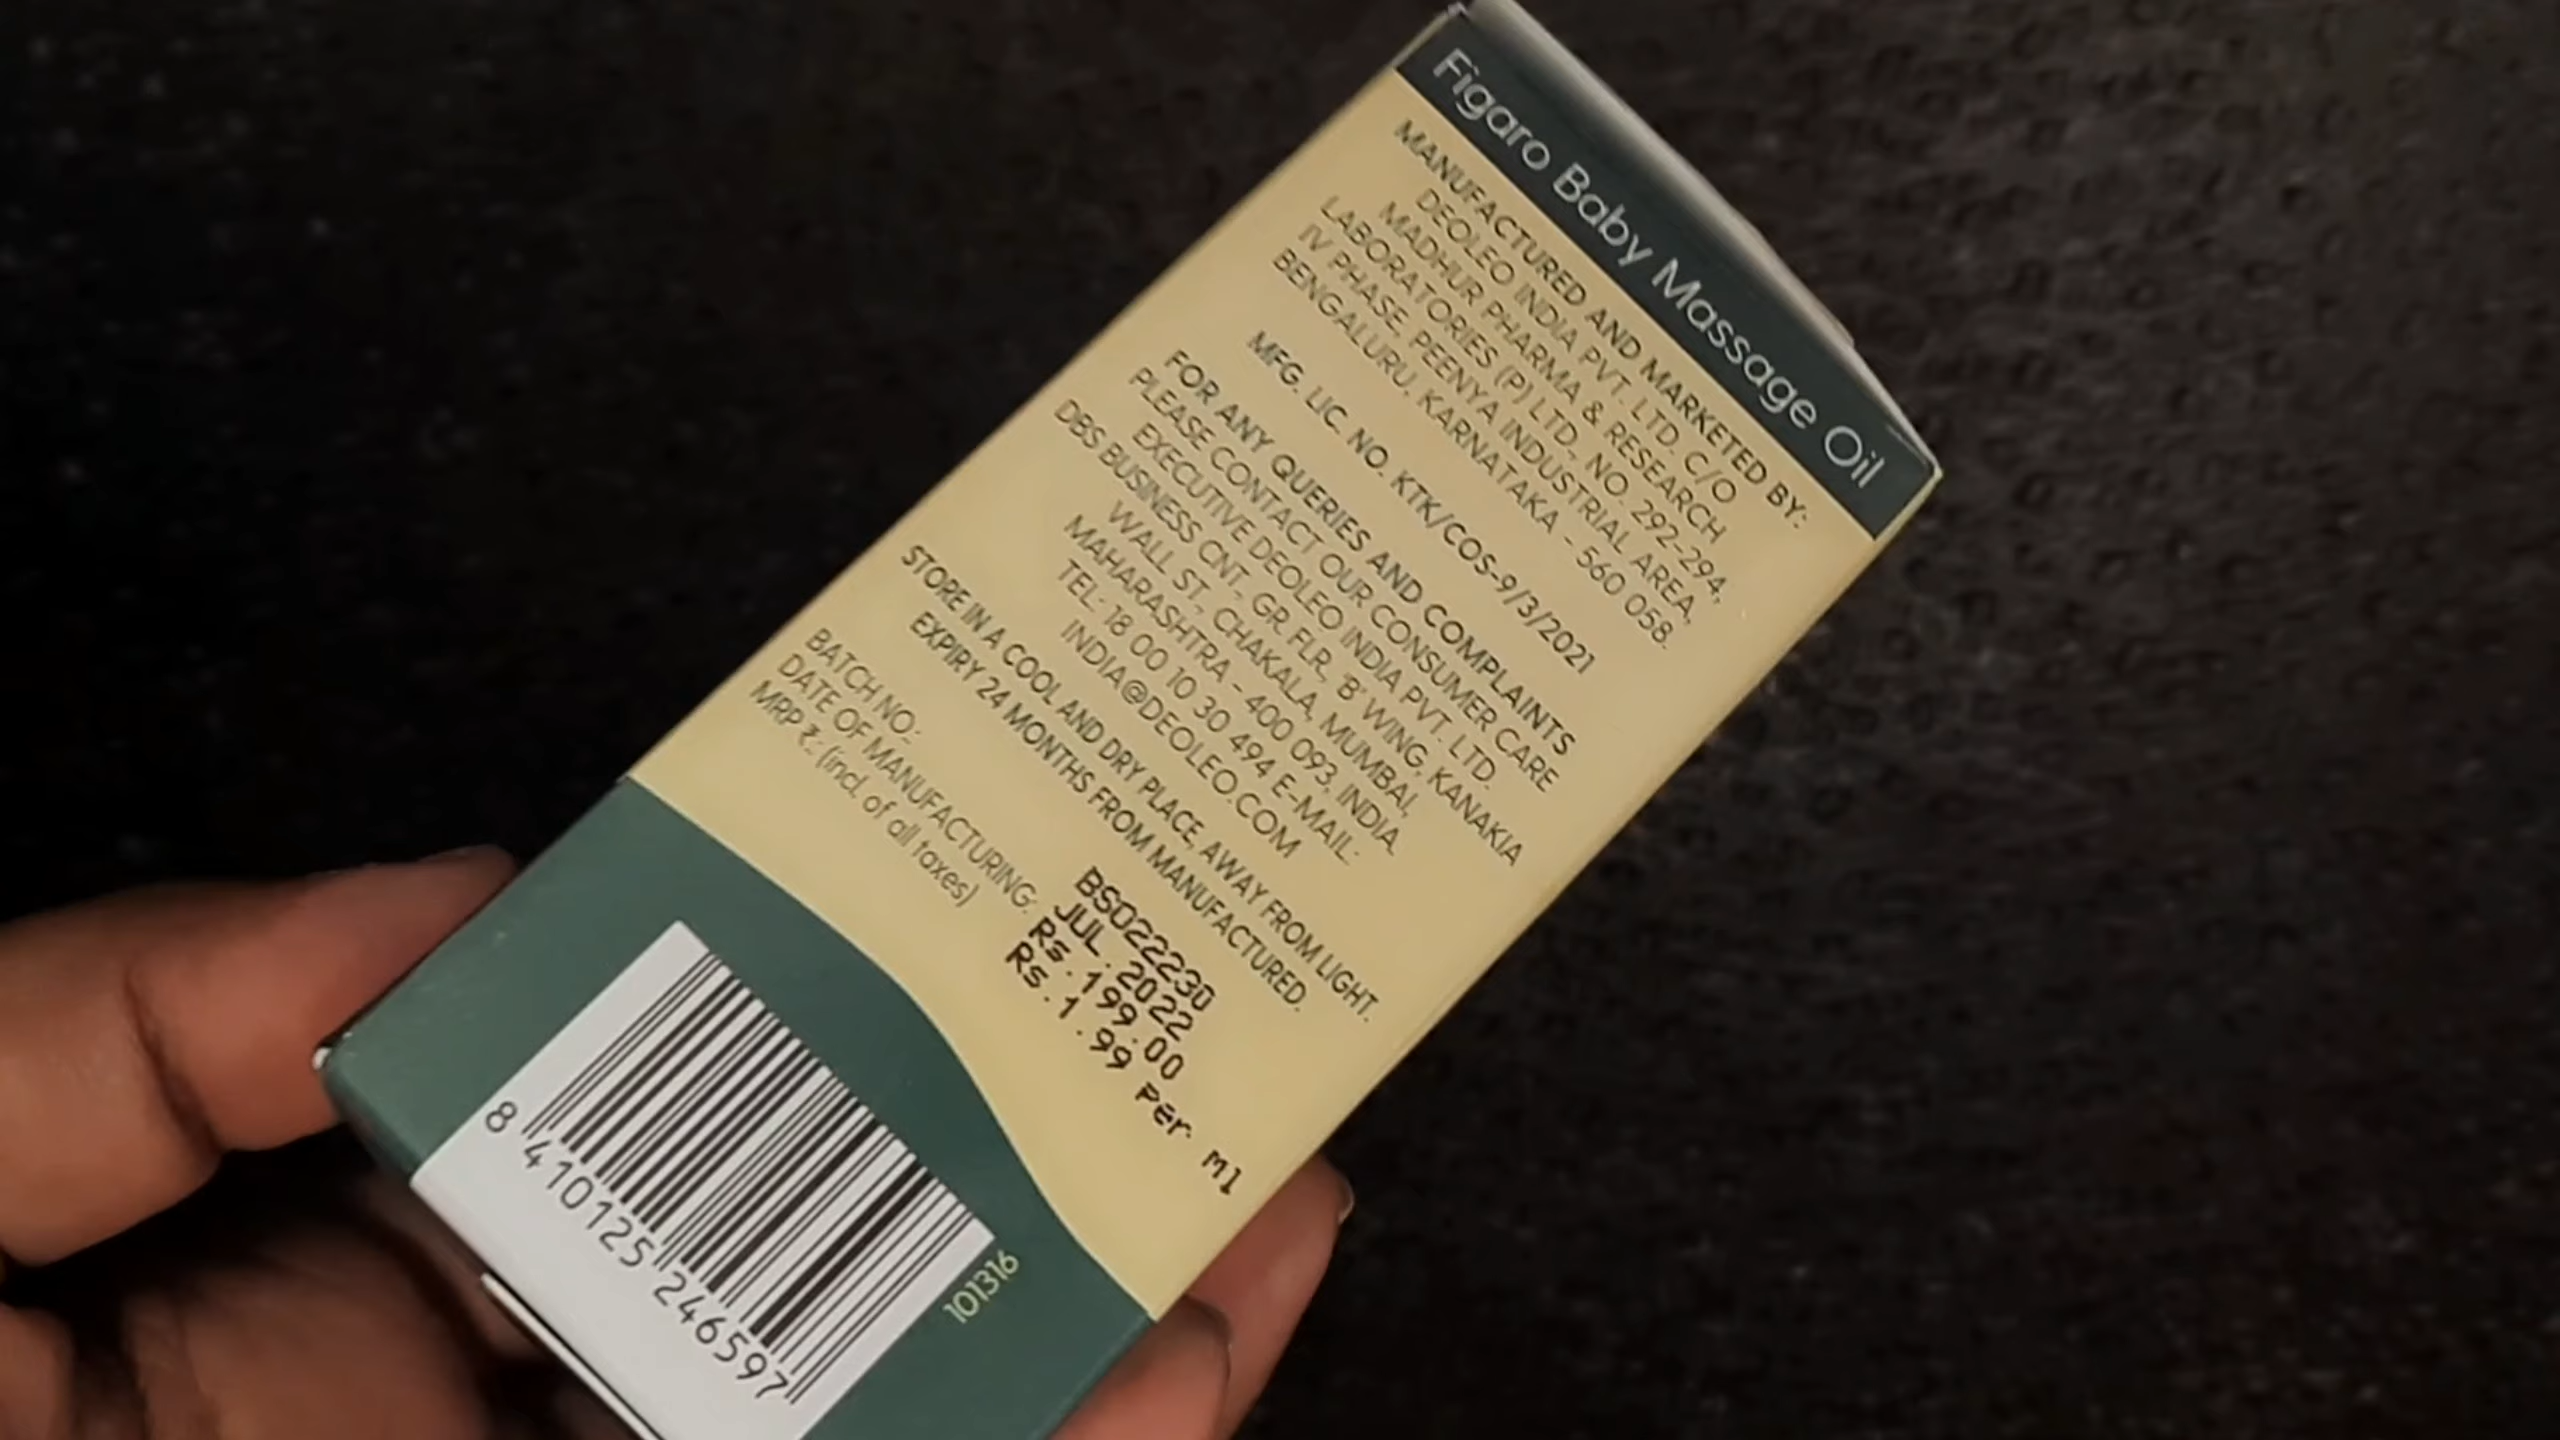 Figaro Baby Massage Oil
MANUFACTURED AND MARKETED BY:
DEOLEO INDIA PVT. LTD. C/O
MADHUR PHARMA & RESEARCH
LABORATORIES (P) LTD., NO. 292-294,
IV PHASE, PEENYA INDUSTRIAL AREA,
BENGALURU, KARNATAKA - 560 058.
MFG. LIC. NO. KTK/COS-9/3/2021
FOR ANY QUERIES AND COMPLAINTS
PLEASE CONTACT OUR CONSUMER CARE
EXECUTIVE DEOLEO INDIA PVT. LTD.
DBS BUSINESS CNT., GR. FLR., 'B' WING, KANAKIA
WALL ST., CHAKALA, MUMBAI,
MAHARASHTRA - 400 093, INDIA.
TEL: 18 00 10 30 494 E-MAIL:
INDIA@DEOLEO.COM
STORE IN A COOL AND DRY PLACE, AWAY FROM LIGHT.
EXPIRY 24 MONTHS FROM MANUFACTURED.
BATCH NO.: BS022230
DATE OF MANUFACTURING: JUL.2022
MRP ₹: (incl. of all taxes) Rs.199.00
Rs.1.99 Per Ml
8 410125 246597
101316